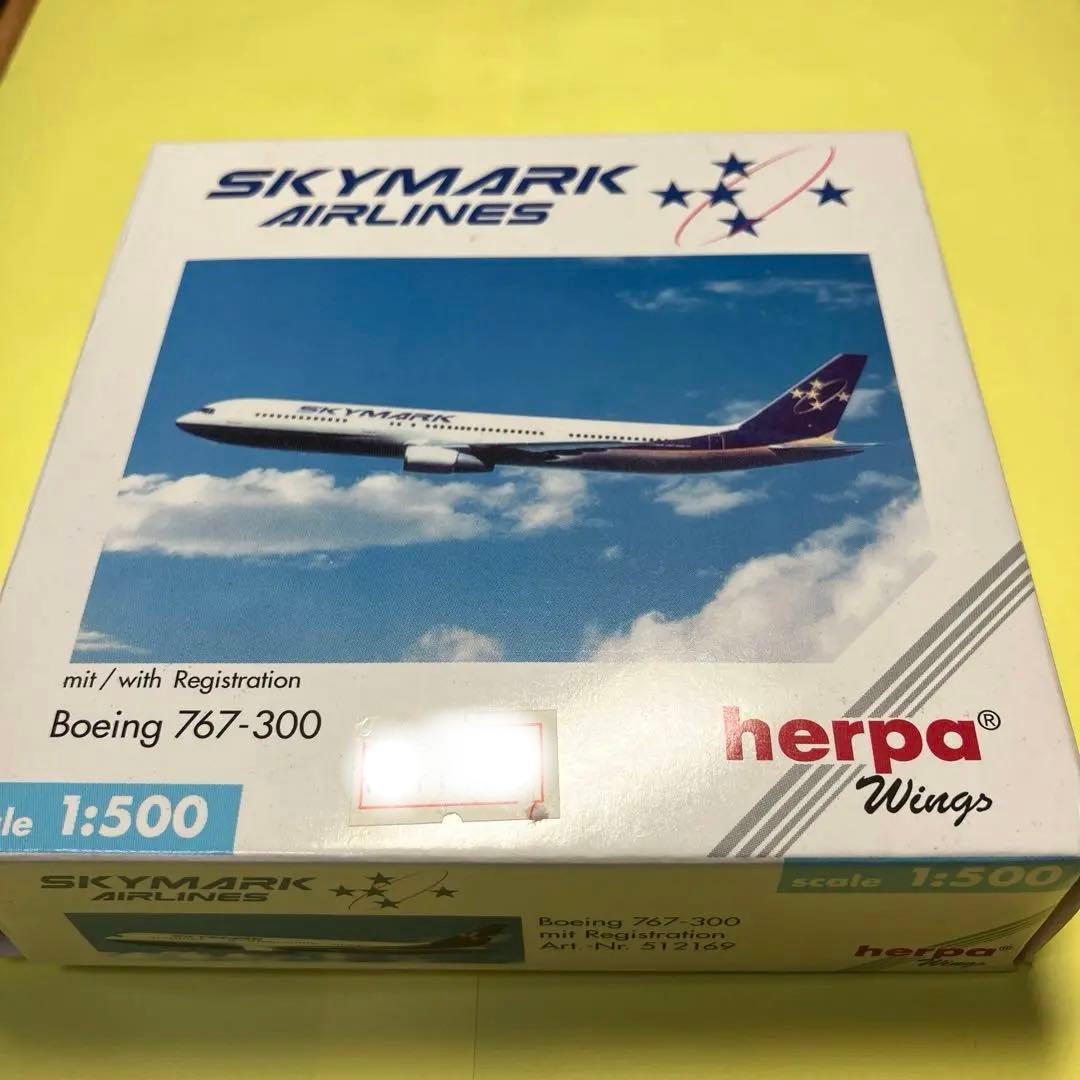 SKYMARK
AIRLINES
SKYMARK
mit / with Registration
Boeing 767-300
herpa®
Wings
le 1:500
SKYMARK
AIRLINES
scale 1:500
Boeing 767-300
mit Registration
Art.-Nr. 512169
herpa®
Wings